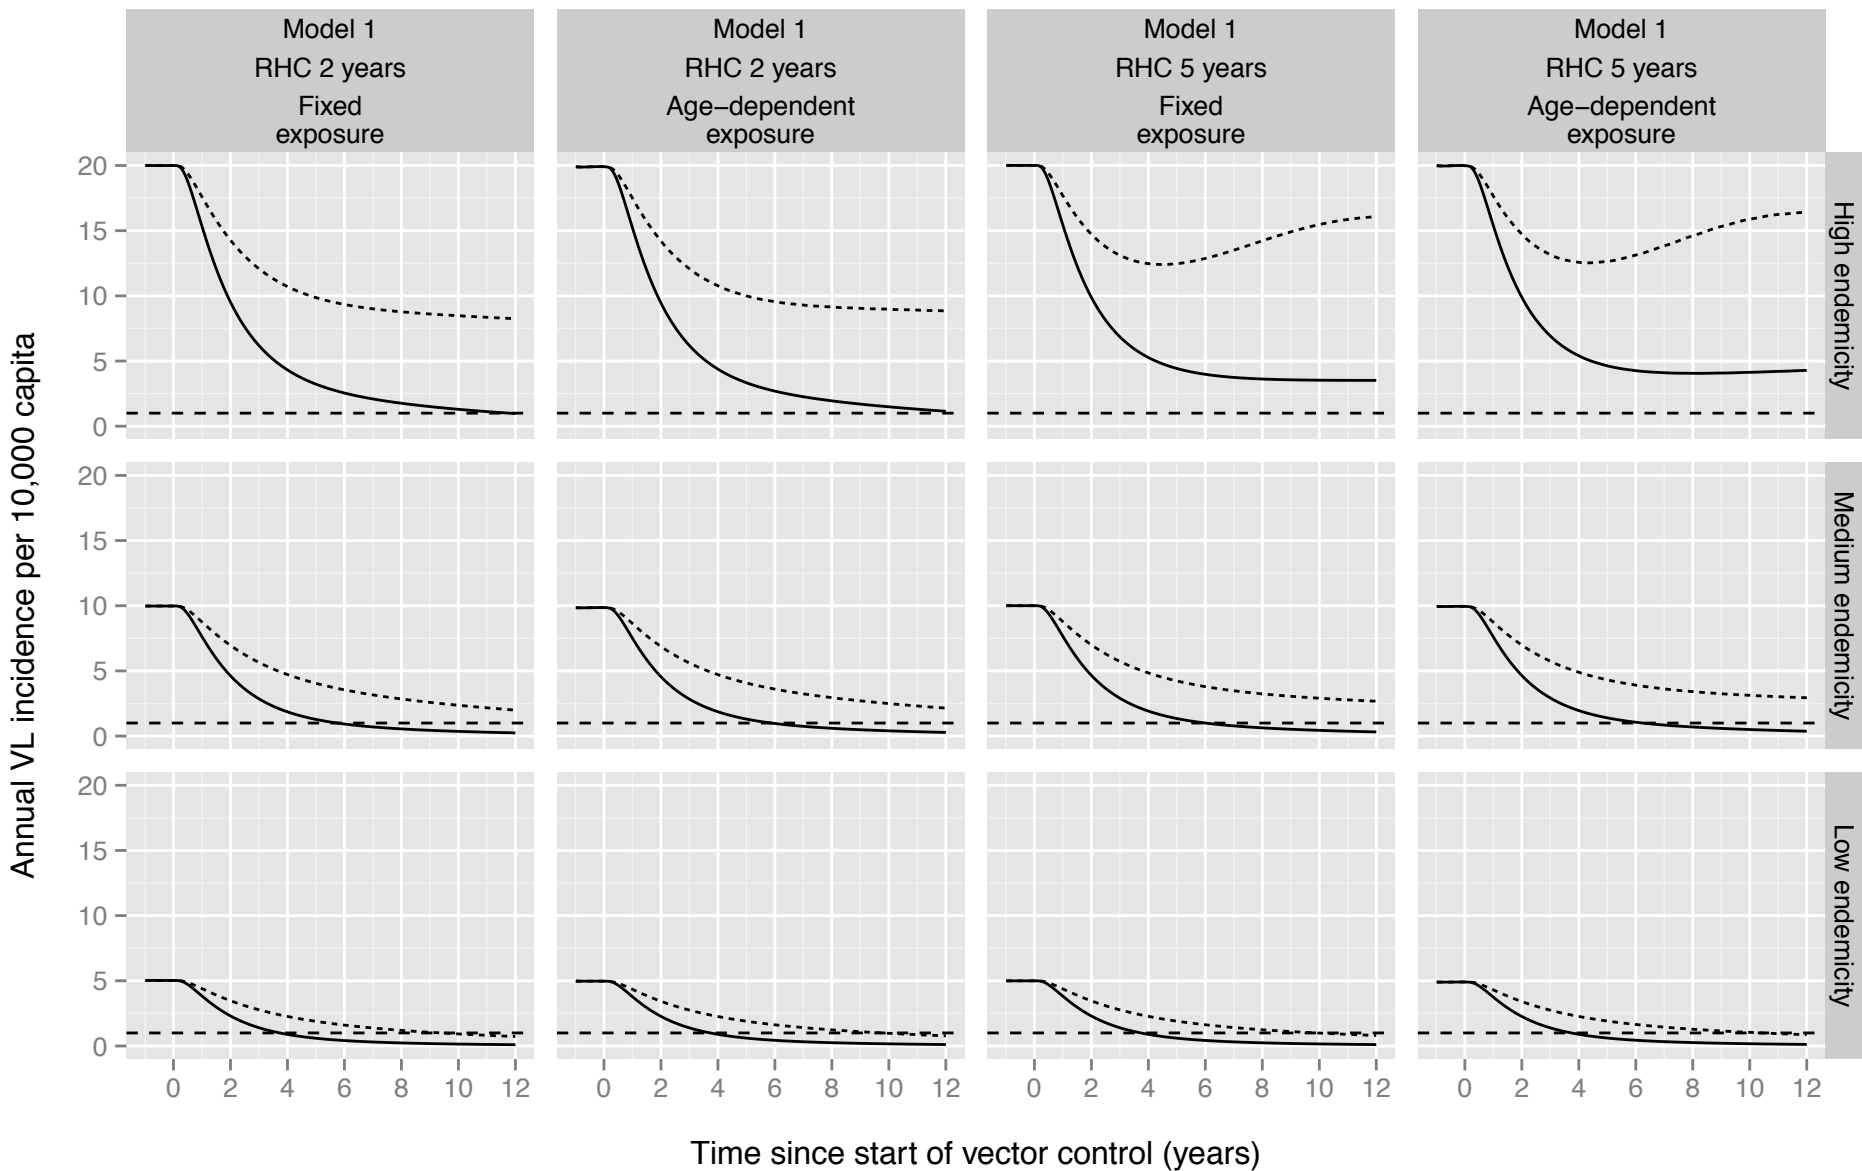 Model 1
RHC 2 years
Fixed
exposure
Model 1
RHC 2 years
Age−dependent
exposure
Model 1
RHC 5 years
Fixed
exposure
Model 1
RHC 5 years
Age−dependent
exposure
Annual VL incidence per 10,000 capita
20
15
10
5
0
High endemicity
20
15
10
5
0
Medium endemicity
20
15
10
5
0
Low endemicity
0 2 4 6 8 10 12
0 2 4 6 8 10 12
0 2 4 6 8 10 12
0 2 4 6 8 10 12
Time since start of vector control (years)